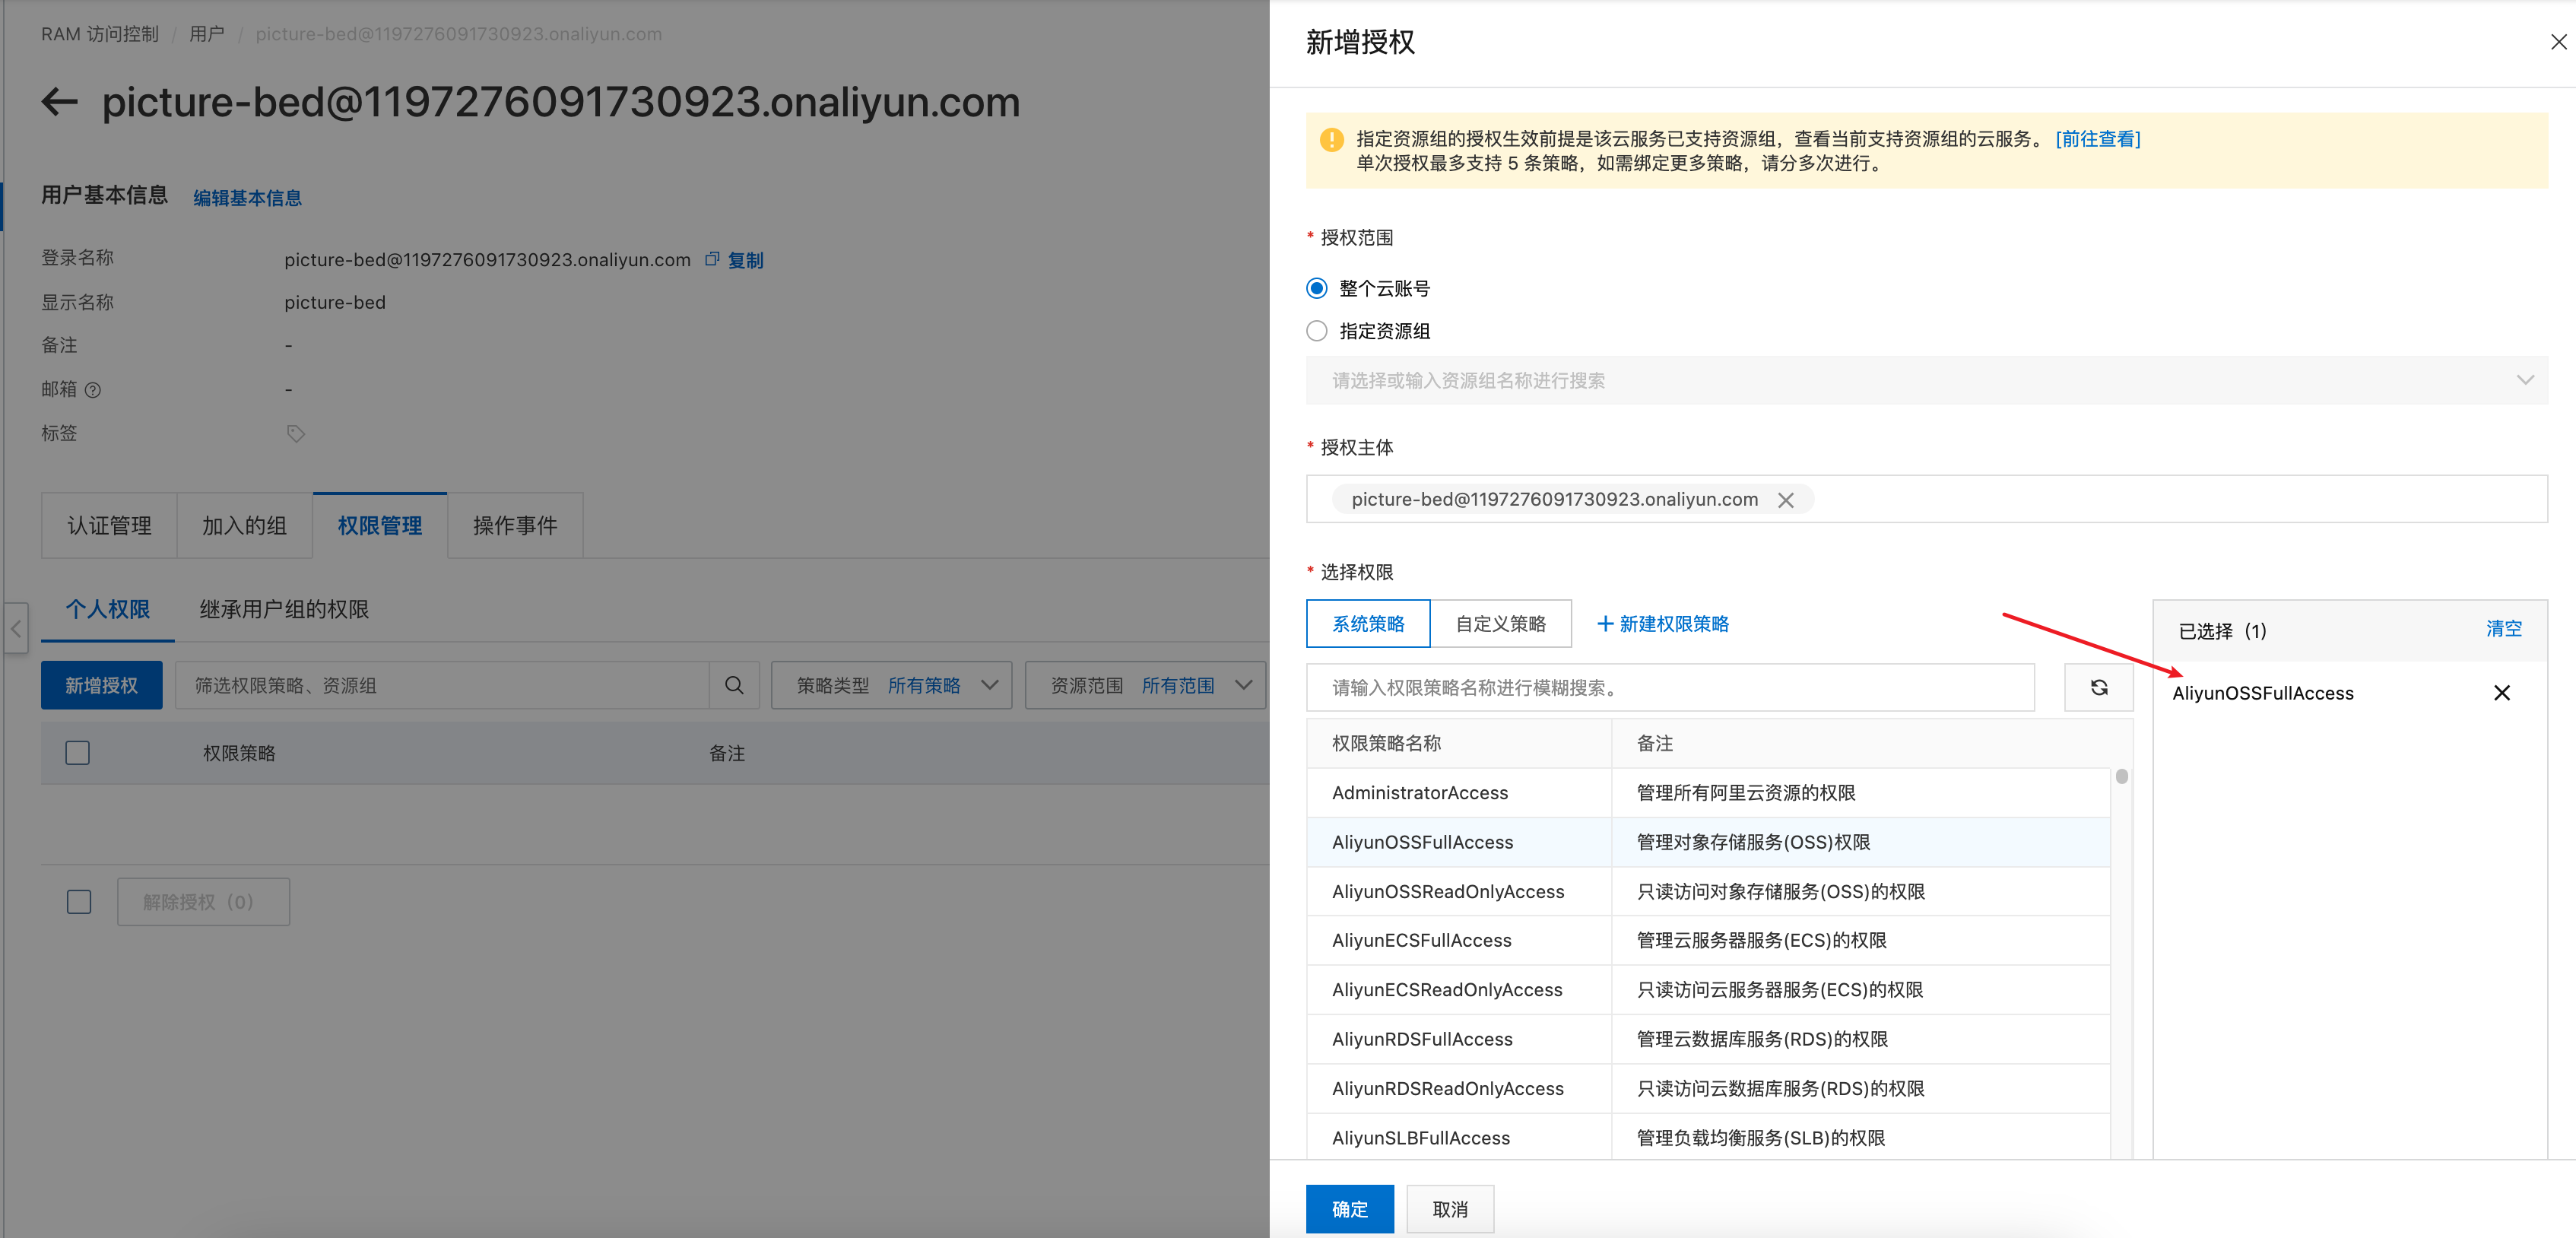 RAM 访问控制 / 用户 / picture-bed@1197276091730923.onaliyun.com
picture-bed@1197276091730923.onaliyun.com
用户基本信息 编辑基本信息
登录名称 picture-bed@1197276091730923.onaliyun.com 复制
显示名称 picture-bed
备注 -
邮箱 -
标签
认证管理 加入的组 权限管理 操作事件
个人权限 继承用户组的权限
新增授权 筛选权限策略、资源组 策略类型 所有策略 资源范围 所有范围
权限策略 备注
解除授权（0）
新增授权
指定资源组的授权生效前提是该云服务已支持资源组，查看当前支持资源组的云服务。 [前往查看]
单次授权最多支持 5 条策略，如需绑定更多策略，请分多次进行。
* 授权范围
整个云账号
指定资源组
请选择或输入资源组名称进行搜索
* 授权主体
picture-bed@1197276091730923.onaliyun.com
* 选择权限
系统策略 自定义策略 + 新建权限策略
请输入权限策略名称进行模糊搜索。
权限策略名称 备注
AdministratorAccess 管理所有阿里云资源的权限
AliyunOSSFullAccess 管理对象存储服务(OSS)权限
AliyunOSSReadOnlyAccess 只读访问对象存储服务(OSS)的权限
AliyunECSFullAccess 管理云服务器服务(ECS)的权限
AliyunECSReadOnlyAccess 只读访问云服务器服务(ECS)的权限
AliyunRDSFullAccess 管理云数据库服务(RDS)的权限
AliyunRDSReadOnlyAccess 只读访问云数据库服务(RDS)的权限
AliyunSLBFullAccess 管理负载均衡服务(SLB)的权限
已选择（1） 清空
AliyunOSSFullAccess
确定 取消